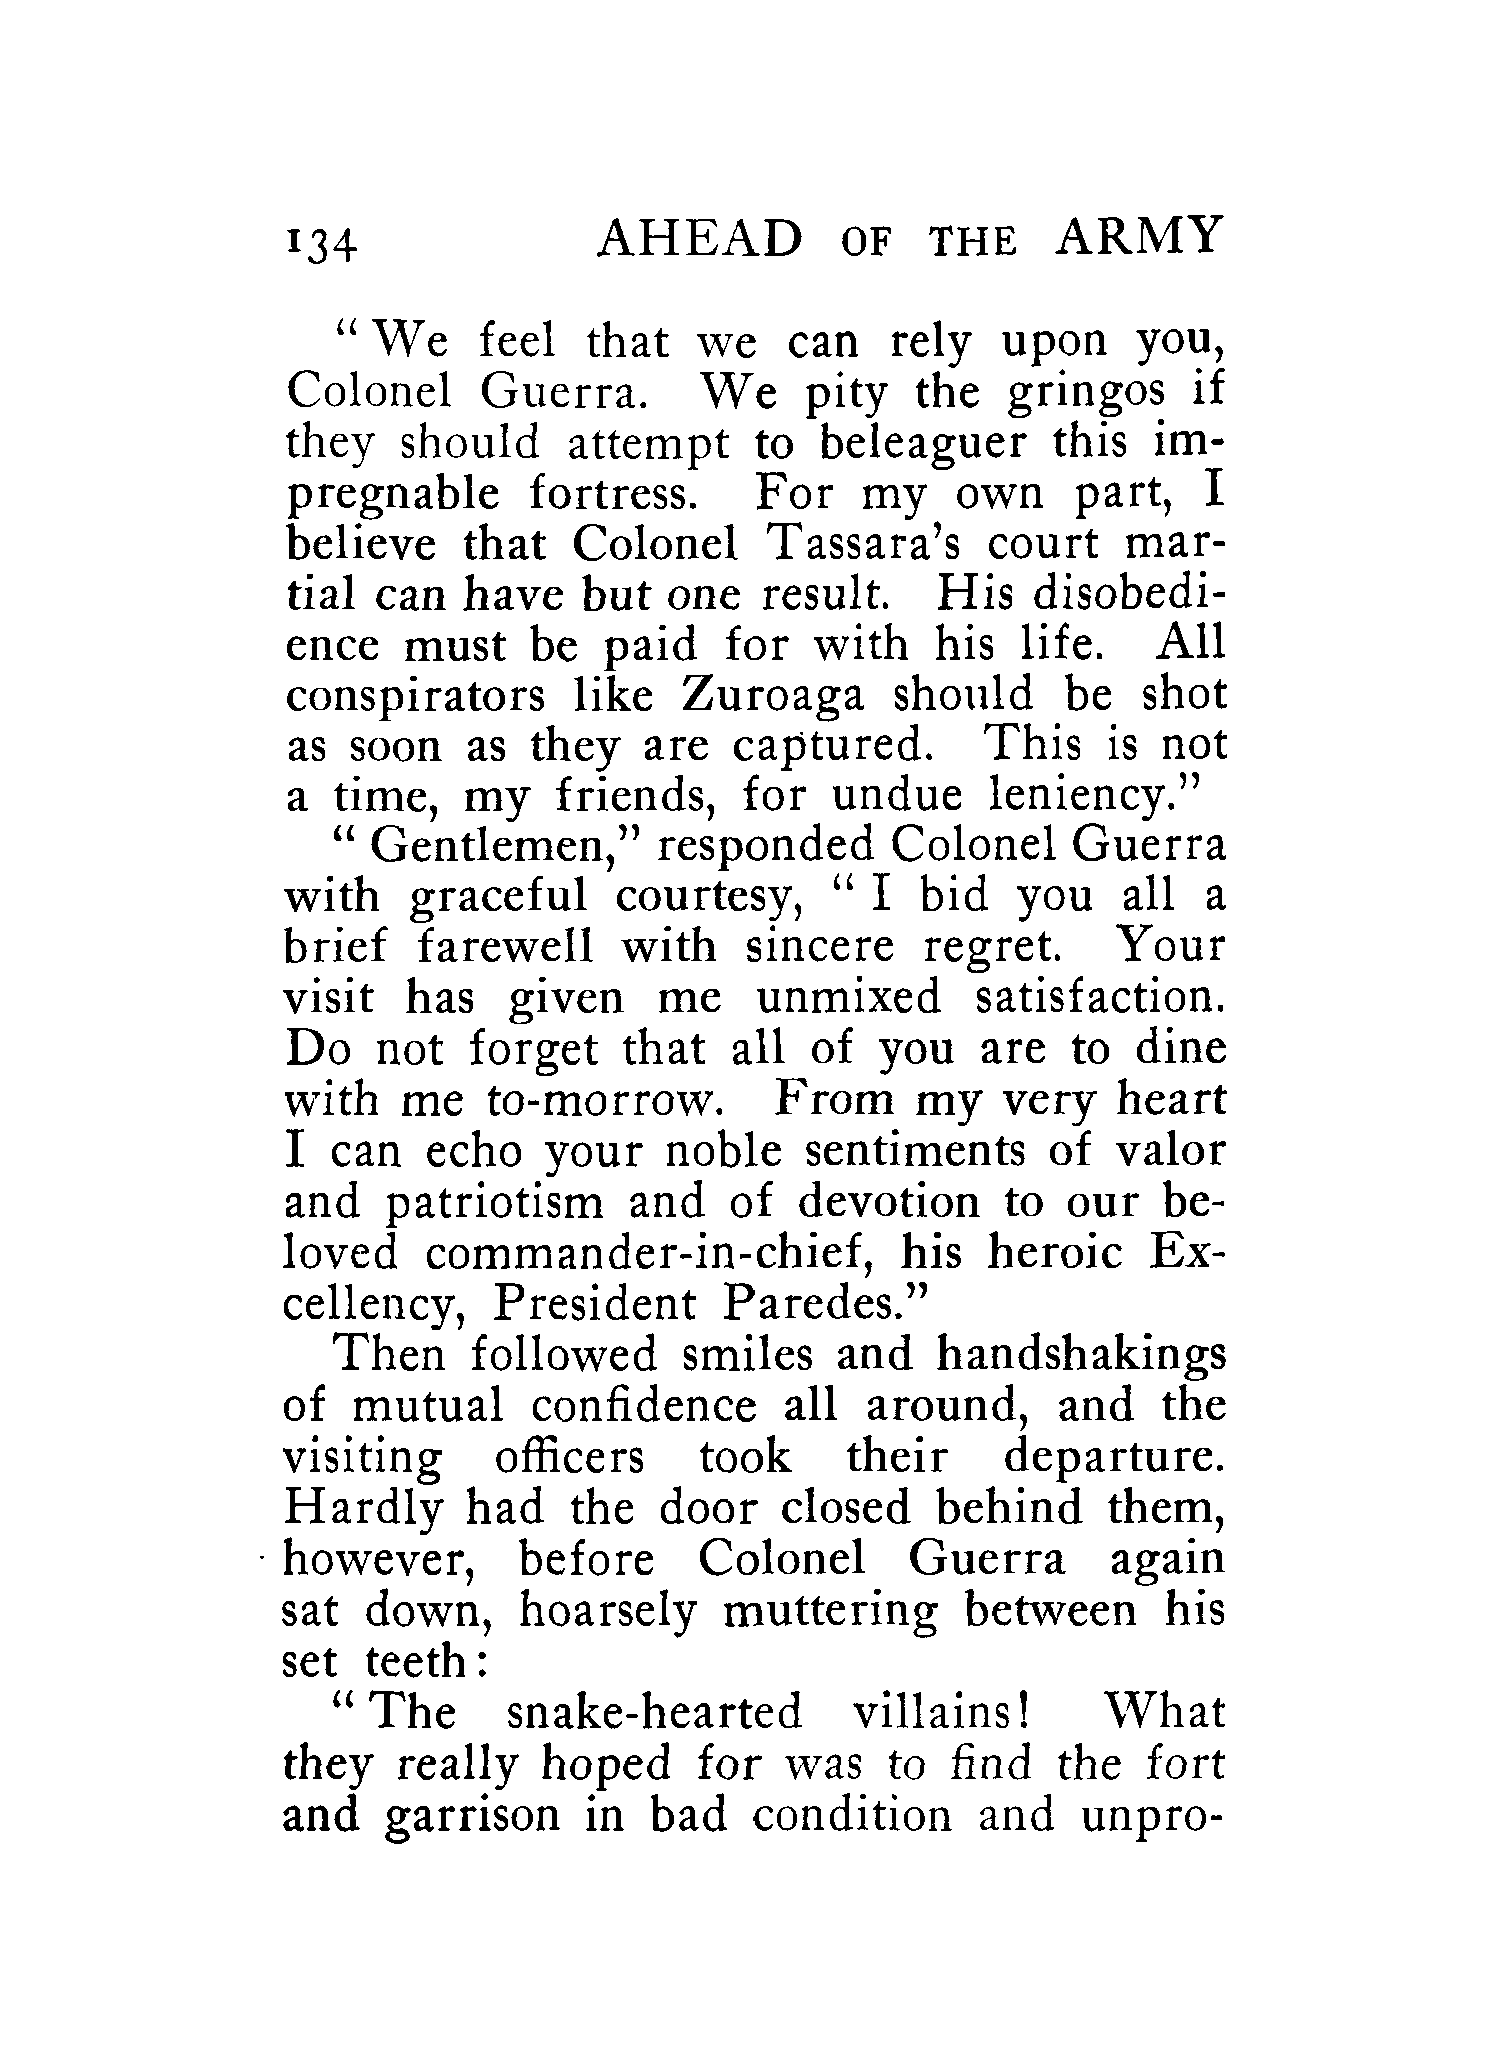 134 AHEAD OF THE ARMY
“ We feel that we can rely upon you,
Colonel Guerra. We pity the gringos if
they should attempt to beleaguer this im-
pregnable fortress. For my own part, I
believe that Colonel Tassara’s court mar-
tial can have but one result. His disobedi-
ence must be paid for with his life. All
conspirators like Zuroaga should be shot
as soon as they are captured. This is not
a time, my friends, for undue leniency.”
“ Gentlemen,” responded Colonel Guerra
with graceful courtesy, “ I bid you all a
brief farewell with sincere regret. Your
visit has given me unmixed satisfaction.
Do not forget that all of you are to dine
with me to-morrow. From my very heart
I can echo your noble sentiments of valor
and patriotism and of devotion to our be-
loved commander-in-chief, his heroic Ex-
cellency, President Paredes.”
Then followed smiles and handshakings
of mutual confidence all around, and the
visiting officers took their departure.
Hardly had the door closed behind them,
however, before Colonel Guerra again
sat down, hoarsely muttering between his
set teeth:
“ The snake-hearted villains! What
they really hoped for was to find the fort
and garrison in bad condition and unpro-